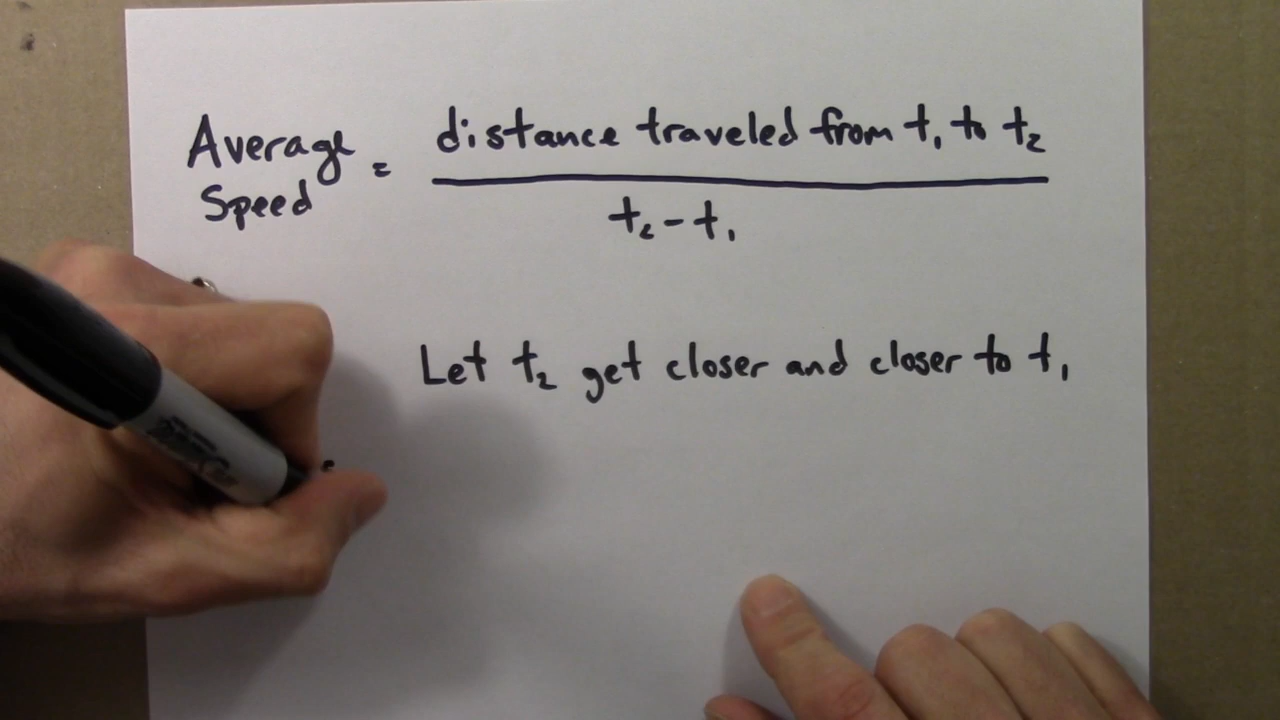 Average = distance traveled from t₁ to t₂
Speed
t₂ - t₁
Let t₂ get closer and closer to t₁